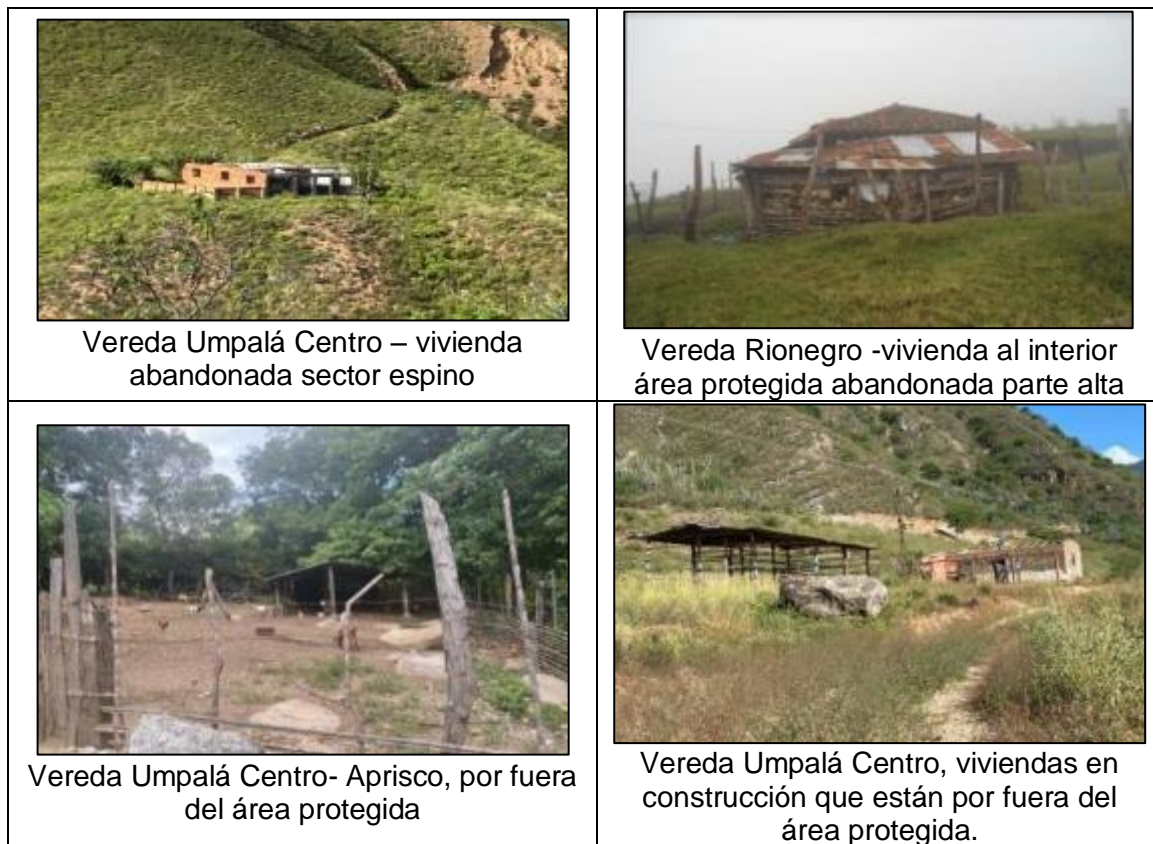 Vereda Umpalá Centro – vivienda
abandonada sector espino
Vereda Rionegro -vivienda al interior
área protegida abandonada parte alta
Vereda Umpalá Centro- Aprisco, por fuera
del área protegida
Vereda Umpalá Centro, viviendas en
construcción que están por fuera del
área protegida.